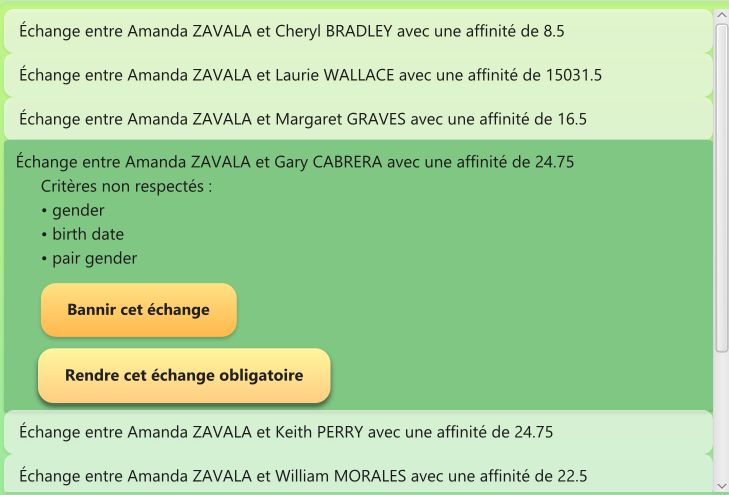 Échange entre Amanda ZAVALA et Cheryl BRADLEY avec une affinité de 8.5
Échange entre Amanda ZAVALA et Laurie WALLACE avec une affinité de 15031.5
Échange entre Amanda ZAVALA et Margaret GRAVES avec une affinité de 16.5
Échange entre Amanda ZAVALA et Gary CABRERA avec une affinité de 24.75
Critères non respectés :
• gender
• birth date
• pair gender
Bannir cet échange
Rendre cet échange obligatoire
Échange entre Amanda ZAVALA et Keith PERRY avec une affinité de 24.75
Échange entre Amanda ZAVALA et William MORALES avec une affinité de 22.5